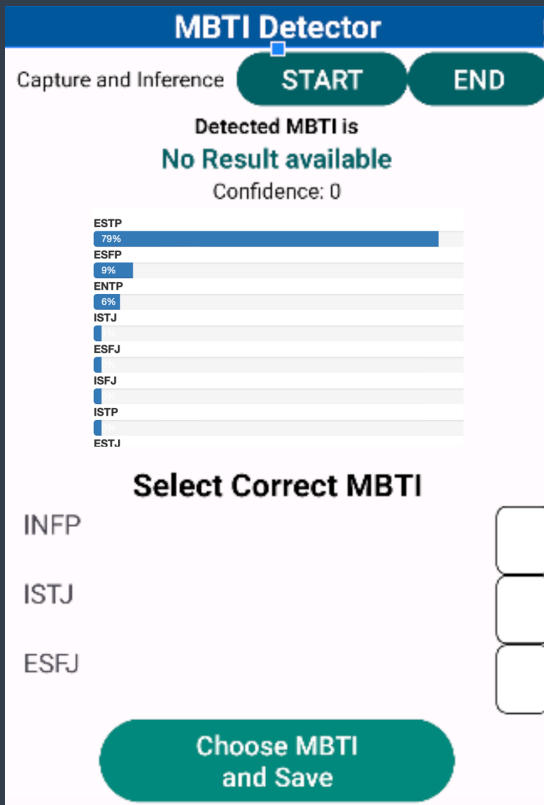 MBTI Detector
Capture and Inference START END
Detected MBTI is
No Result available
Confidence: 0
ESTP
79%
ESFP
9%
ENTP
6%
ISTJ
ESFJ
ISFJ
ISTP
ESTJ
Select Correct MBTI
INFP
ISTJ
ESFJ
Choose MBTI
and Save